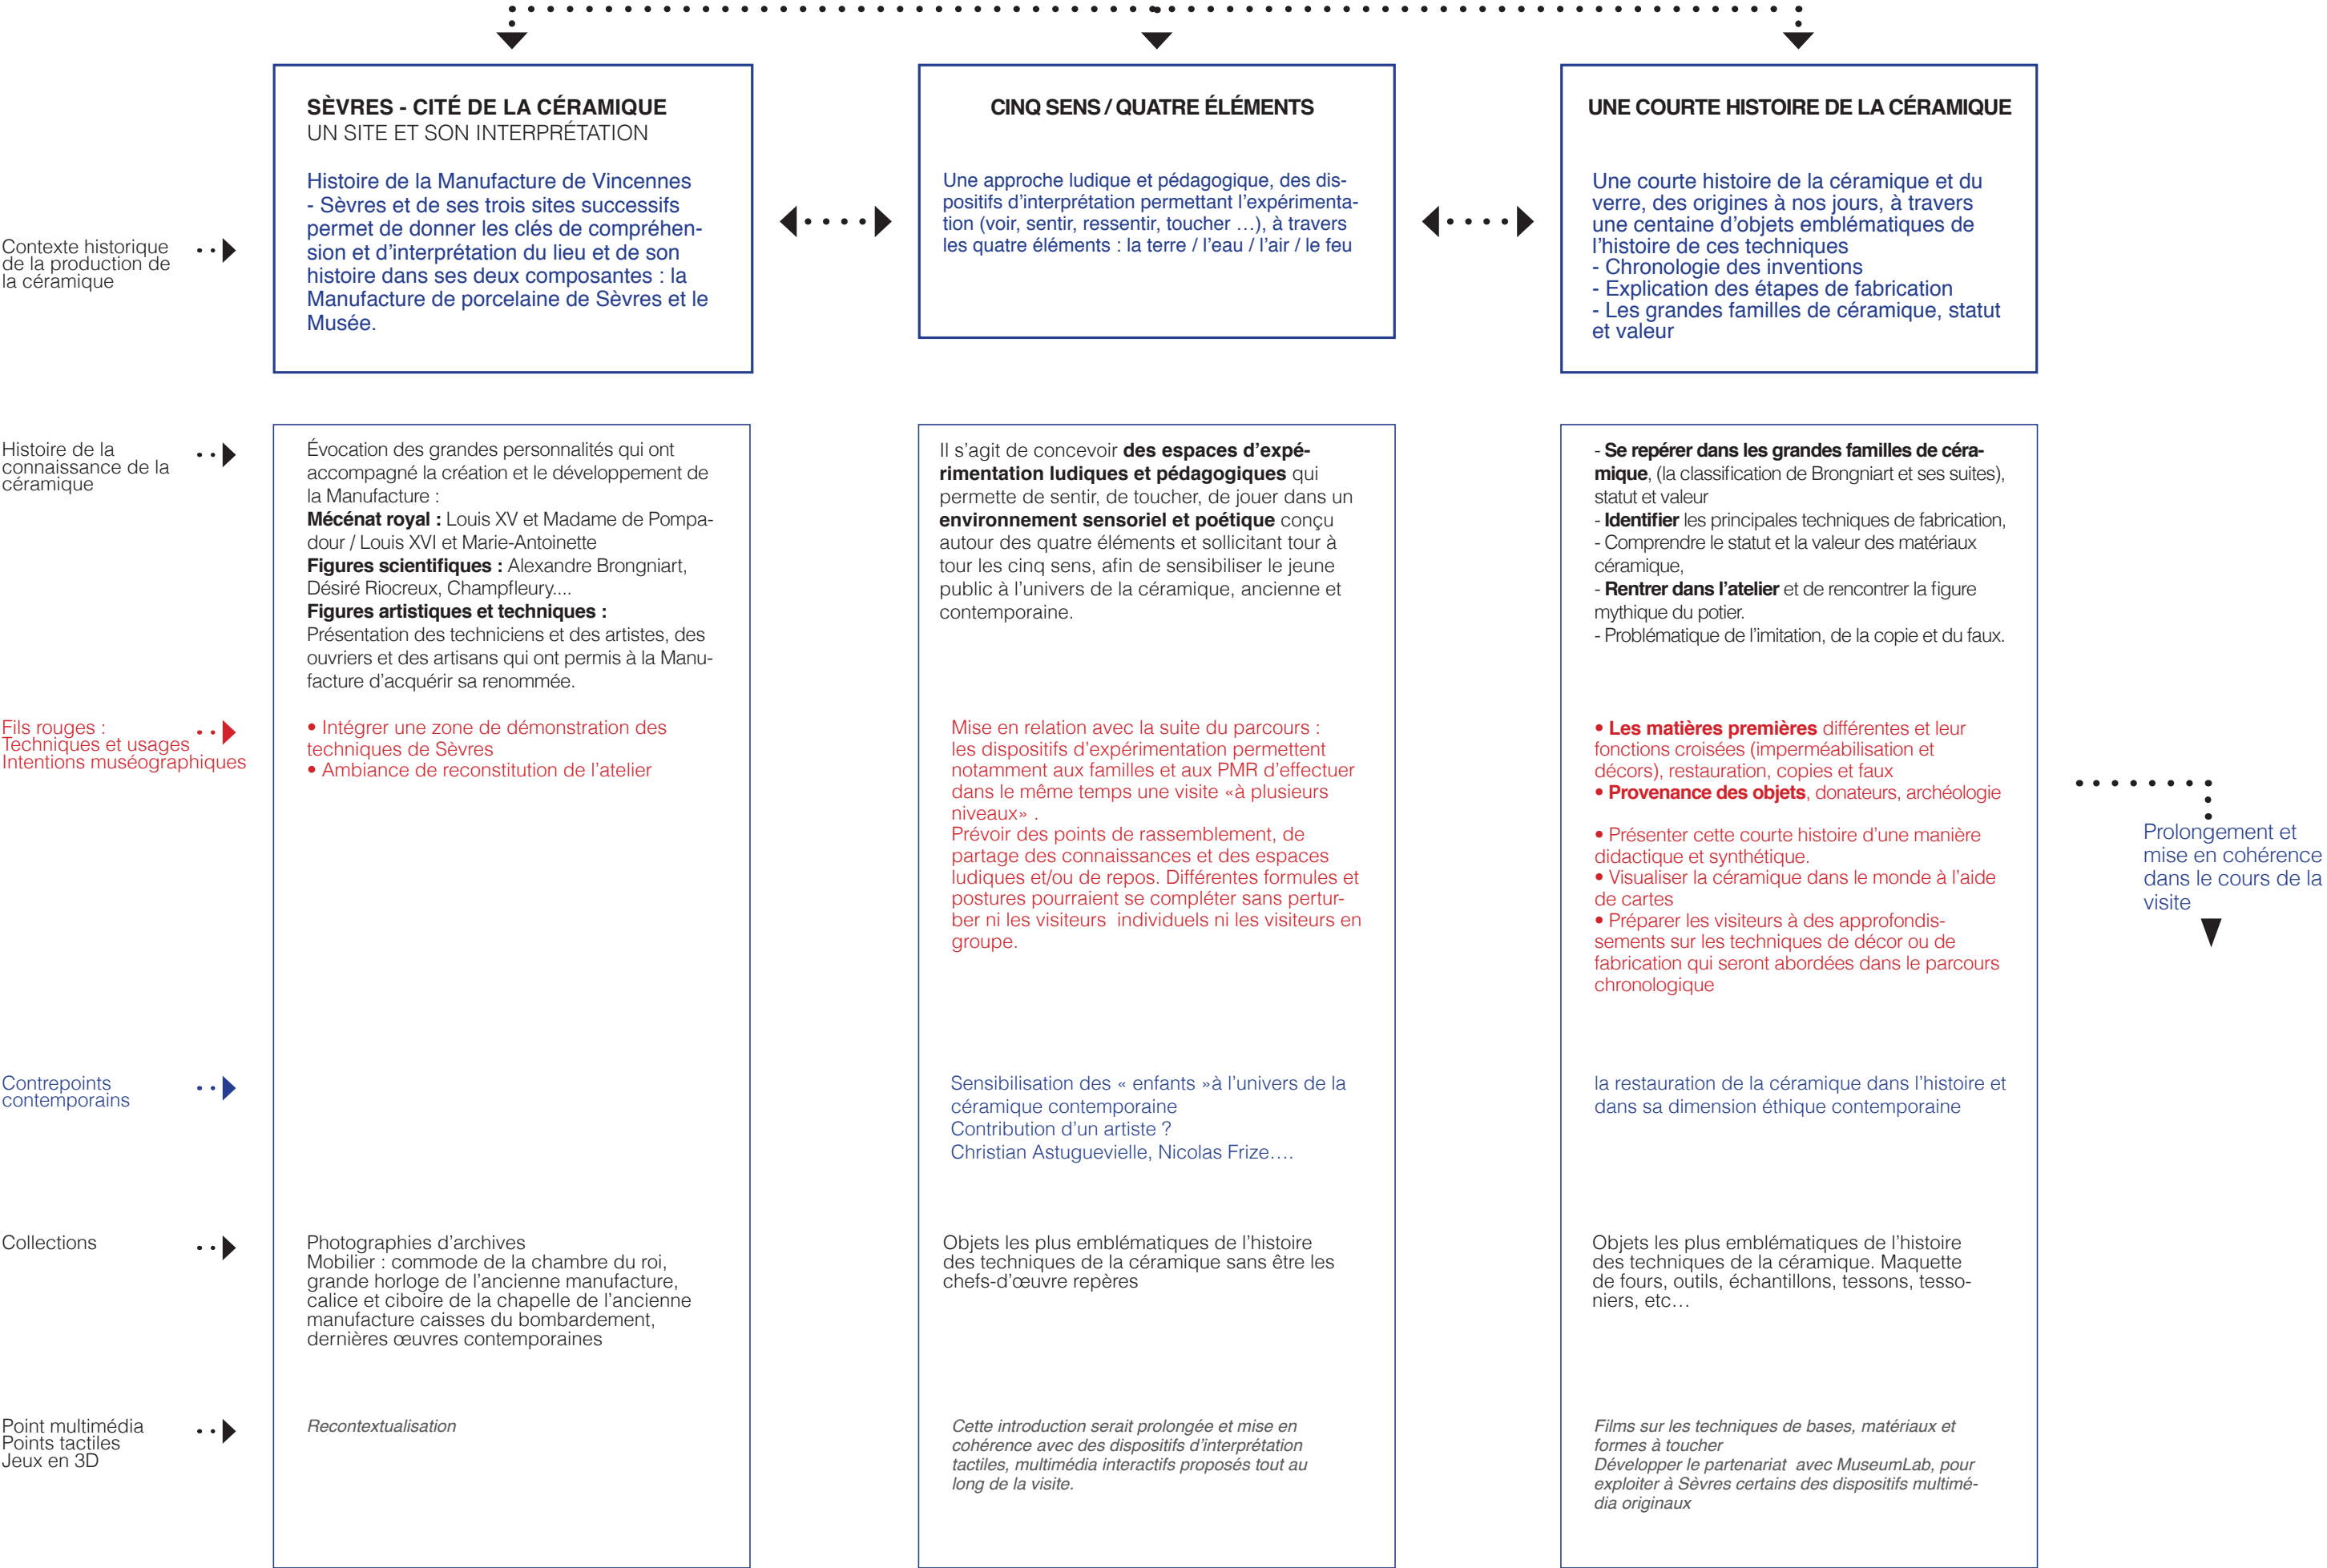 SÈVRES - CITÉ DE LA CÉRAMIQUE
UN SITE ET SON INTERPRÉTATION
Histoire de la Manufacture de Vincennes
- Sèvres et de ses trois sites successifs
permet de donner les clés de compréhen-
sion et d’interprétation du lieu et de son
histoire dans ses deux composantes : la
Manufacture de porcelaine de Sèvres et le
Musée.
CINQ SENS / QUATRE ÉLÉMENTS
Une approche ludique et pédagogique, des dis-
positifs d’interprétation permettant l’expérimenta-
tion (voir, sentir, ressentir, toucher …), à travers
les quatre éléments : la terre / l’eau / l’air / le feu
UNE COURTE HISTOIRE DE LA CÉRAMIQUE
Une courte histoire de la céramique et du
verre, des origines à nos jours, à travers
une centaine d’objets emblématiques de
l’histoire de ces techniques
- Chronologie des inventions
- Explication des étapes de fabrication
- Les grandes familles de céramique, statut
et valeur
Contexte historique
de la production de
la céramique
Histoire de la
connaissance de la
céramique
Évocation des grandes personnalités qui ont
accompagné la création et le développement de
la Manufacture :
Mécénat royal : Louis XV et Madame de Pompa-
dour / Louis XVI et Marie-Antoinette
Figures scientifiques : Alexandre Brongniart,
Désiré Riocreux, Champfleury....
Figures artistiques et techniques :
Présentation des techniciens et des artistes, des
ouvriers et des artisans qui ont permis à la Manu-
facture d’acquérir sa renommée.
Il s’agit de concevoir des espaces d’expé-
rimentation ludiques et pédagogiques qui
permette de sentir, de toucher, de jouer dans un
environnement sensoriel et poétique conçu
autour des quatre éléments et sollicitant tour à
tour les cinq sens, afin de sensibiliser le jeune
public à l’univers de la céramique, ancienne et
contemporaine.
- Se repérer dans les grandes familles de céra-
mique, (la classification de Brongniart et ses suites),
statut et valeur
- Identifier les principales techniques de fabrication,
- Comprendre le statut et la valeur des matériaux
céramique,
- Rentrer dans l’atelier et de rencontrer la figure
mythique du potier.
- Problématique de l’imitation, de la copie et du faux.
Fils rouges :
Techniques et usages
Intentions muséographiques
• Intégrer une zone de démonstration des
techniques de Sèvres
• Ambiance de reconstitution de l’atelier
Mise en relation avec la suite du parcours :
les dispositifs d’expérimentation permettent
notamment aux familles et aux PMR d’effectuer
dans le même temps une visite «à plusieurs
niveaux» .
Prévoir des points de rassemblement, de
partage des connaissances et des espaces
ludiques et/ou de repos. Différentes formules et
postures pourraient se compléter sans pertur-
ber ni les visiteurs individuels ni les visiteurs en
groupe.
• Les matières premières différentes et leur
fonctions croisées (imperméabilisation et
décors), restauration, copies et faux
• Provenance des objets, donateurs, archéologie
• Présenter cette courte histoire d’une manière
didactique et synthétique.
• Visualiser la céramique dans le monde à l’aide
de cartes
• Préparer les visiteurs à des approfondis-
sements sur les techniques de décor ou de
fabrication qui seront abordées dans le parcours
chronologique
Prolongement et
mise en cohérence
dans le cours de la
visite
Contrepoints
contemporains
Sensibilisation des « enfants »à l’univers de la
céramique contemporaine
Contribution d’un artiste ?
Christian Astuguevielle, Nicolas Frize….
la restauration de la céramique dans l’histoire et
dans sa dimension éthique contemporaine
Collections
Photographies d’archives
Mobilier : commode de la chambre du roi,
grande horloge de l’ancienne manufacture,
calice et ciboire de la chapelle de l’ancienne
manufacture caisses du bombardement,
dernières œuvres contemporaines
Objets les plus emblématiques de l’histoire
des techniques de la céramique sans être les
chefs-d’œuvre repères
Objets les plus emblématiques de l’histoire
des techniques de la céramique. Maquette
de fours, outils, échantillons, tessons, tesso-
niers, etc…
Point multimédia
Points tactiles
Jeux en 3D
Recontextualisation
Cette introduction serait prolongée et mise en
cohérence avec des dispositifs d’interprétation
tactiles, multimédia interactifs proposés tout au
long de la visite.
Films sur les techniques de bases, matériaux et
formes à toucher
Développer le partenariat avec MuseumLab, pour
exploiter à Sèvres certains des dispositifs multimé-
dia originaux